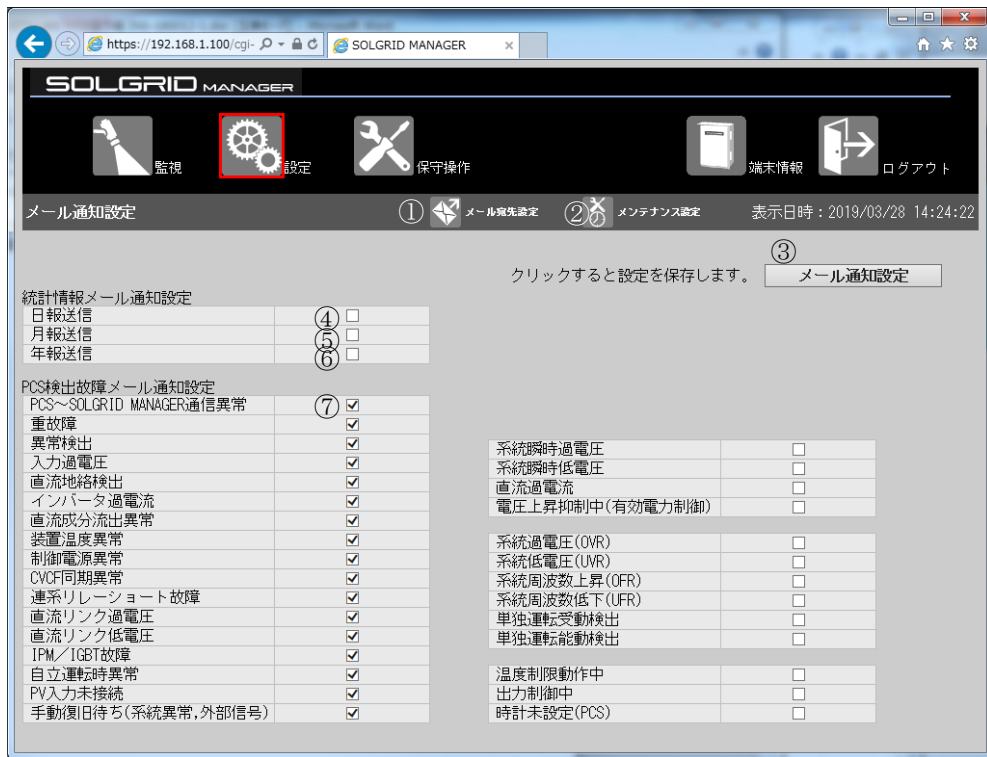 https://192.168.1.100/cgi-
SOLGRID MANAGER
SOLGRID MANAGER
監視
設定
保守操作
端末情報
ログアウト
メール通知設定
① メール宛先設定
② メンテナンス設定
表示日時：2019/03/28 14:24:22
③
クリックすると設定を保存します。
メール通知設定
統計情報メール通知設定
日報送信 ④
月報送信 ⑤
年報送信 ⑥
PCS検出故障メール通知設定
PCS～SOLGRID MANAGER通信異常 ⑦
重故障
異常検出
入力過電圧
直流地絡検出
インバータ過電流
直流成分流出異常
装置温度異常
制御電源異常
CVCF同期異常
連系リレーショート故障
直流リンク過電圧
直流リンク低電圧
IPM／IGBT故障
自立運転時異常
PV入力未接続
手動復旧待ち(系統異常,外部信号)
系統瞬時過電圧
系統瞬時低電圧
直流過電流
電圧上昇抑制中(有効電力制御)
系統過電圧(OVR)
系統低電圧(UVR)
系統周波数上昇(OFR)
系統周波数低下(UFR)
単独運転受動検出
単独運転能動検出
温度制限動作中
出力制御中
時計未設定(PCS)